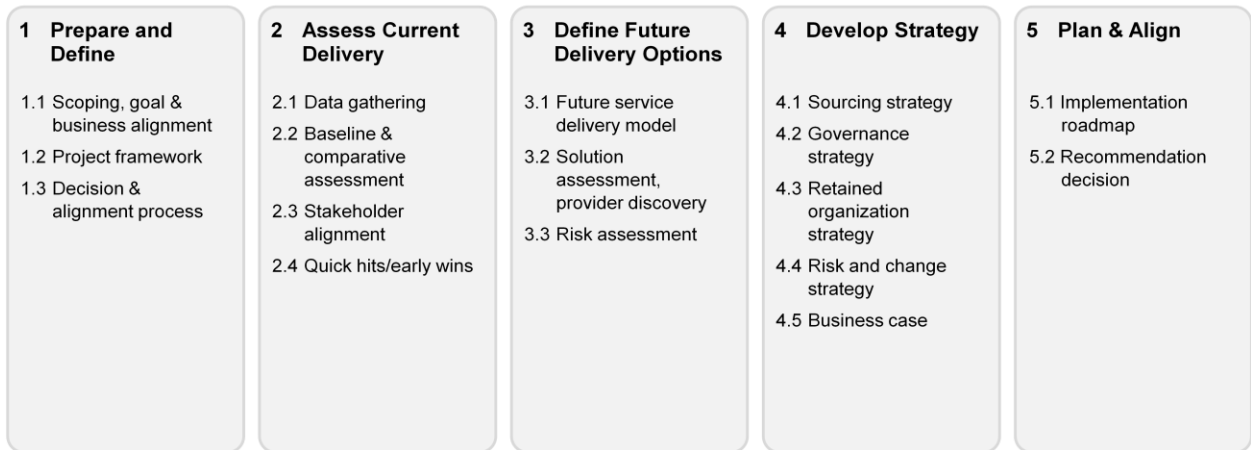 1 Prepare and
Define
1.1 Scoping, goal &
business alignment
1.2 Project framework
1.3 Decision &
alignment process
2 Assess Current
Delivery
2.1 Data gathering
2.2 Baseline &
comparative
assessment
2.3 Stakeholder
alignment
2.4 Quick hits/early wins
3 Define Future
Delivery Options
3.1 Future service
delivery model
3.2 Solution
assessment,
provider discovery
3.3 Risk assessment
4 Develop Strategy
4.1 Sourcing strategy
4.2 Governance
strategy
4.3 Retained
organization
strategy
4.4 Risk and change
strategy
4.5 Business case
5 Plan & Align
5.1 Implementation
roadmap
5.2 Recommendation
decision